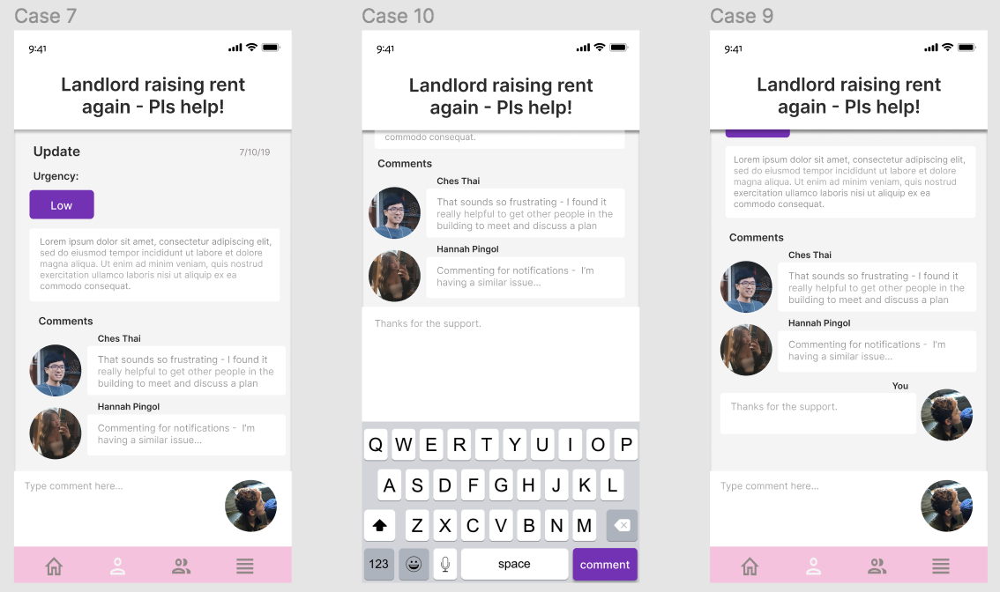 Case 7
9:41
Landlord raising rent
again - Pls help!
Update
7/10/19
Urgency:
Low
Lorem ipsum dolor sit amet, consectetur adipiscing elit,
sed do eiusmod tempor incididunt ut labore et dolore
magna aliqua. Ut enim ad minim veniam, quis nostrud
exercitation ullamco laboris nisi ut aliquip ex ea
commodo consequat.
Comments
Ches Thai
That sounds so frustrating - I found it
really helpful to get other people in the
building to meet and discuss a plan
Hannah Pingol
Commenting for notifications - I'm
having a similar issue...
Type comment here...
Case 10
9:41
Landlord raising rent
again - Pls help!
commodo consequat.
Comments
Ches Thai
That sounds so frustrating - I found it
really helpful to get other people in the
building to meet and discuss a plan
Hannah Pingol
Commenting for notifications - I'm
having a similar issue...
Thanks for the support.
Q W E R T Y U I O P
A S D F G H J K L
Z X C V B N M
123 space comment
Case 9
9:41
Landlord raising rent
again - Pls help!
Lorem ipsum dolor sit amet, consectetur adipiscing elit,
sed do eiusmod tempor incididunt ut labore et dolore
magna aliqua. Ut enim ad minim veniam, quis nostrud
exercitation ullamco laboris nisi ut aliquip ex ea
commodo consequat.
Comments
Ches Thai
That sounds so frustrating - I found it
really helpful to get other people in the
building to meet and discuss a plan
Hannah Pingol
Commenting for notifications - I'm
having a similar issue...
You
Thanks for the support.
Type comment here...